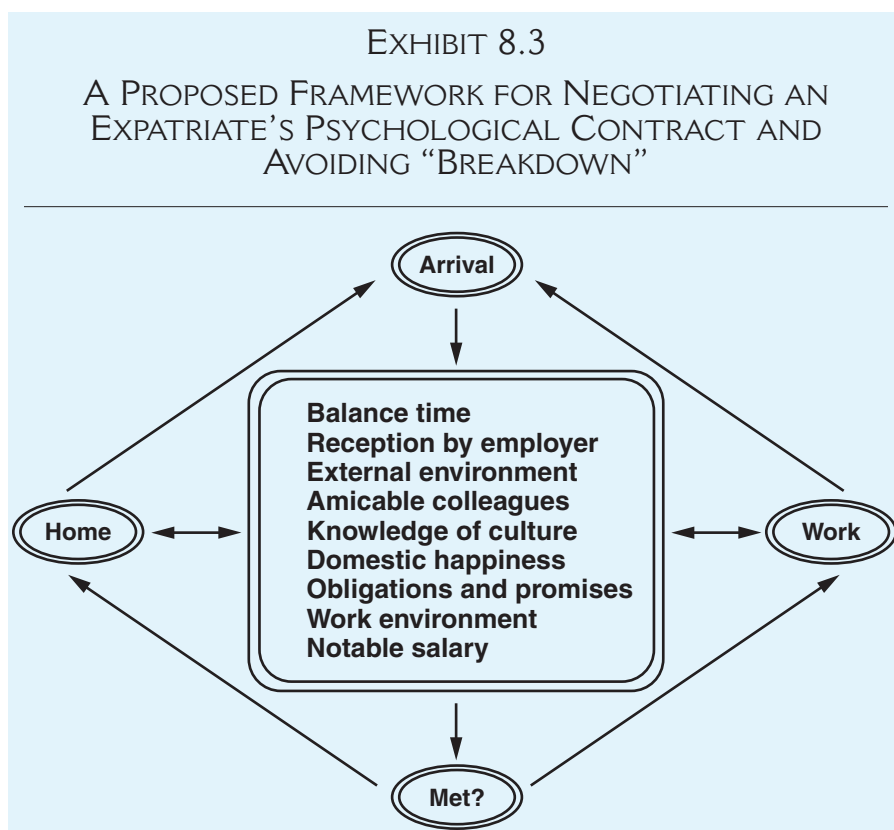 EXHIBIT 8.3
A PROPOSED FRAMEWORK FOR NEGOTIATING AN
EXPATRIATE’S PSYCHOLOGICAL CONTRACT AND
AVOIDING “BREAKDOWN”
Arrival
Balance time
Reception by employer
External environment
Amicable colleagues
Knowledge of culture
Domestic happiness
Obligations and promises
Work environment
Notable salary
Home
Work
Met?